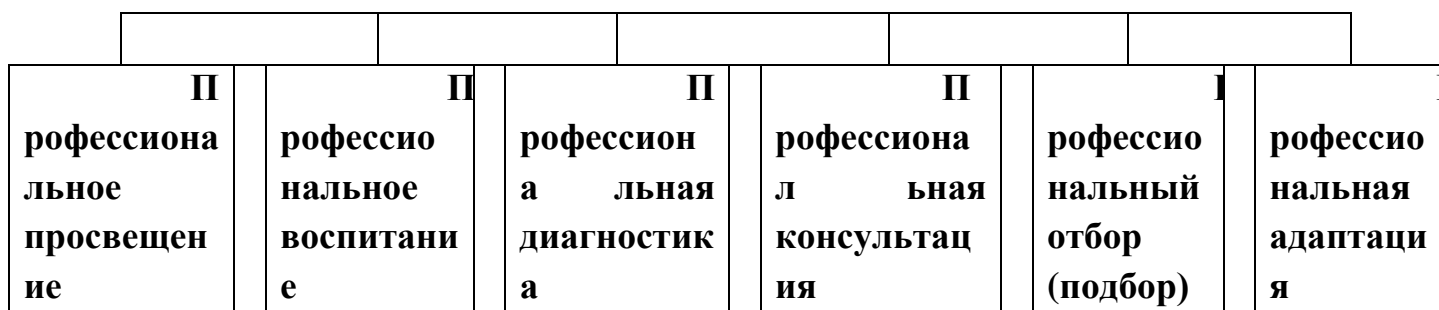 П
рофессиона
льное
просвещен
ие
П
рофессио
нальное
воспитани
е
П
рофессион
а льная
диагностик
а
П
рофессиона
л ьная
консультац
ия
рофессио
нальный
отбор
(подбор)
рофессио
нальная
адаптаци
я